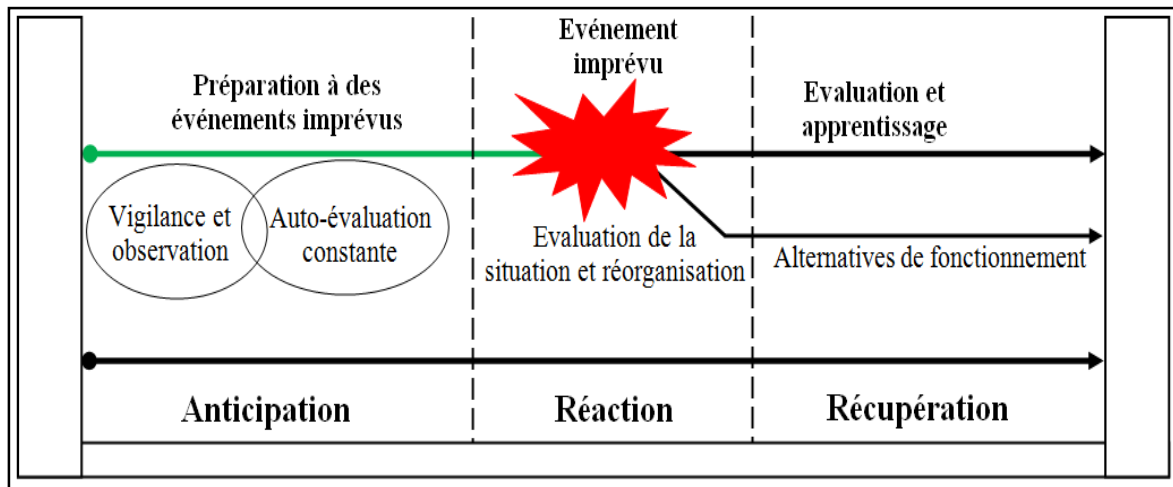 Préparation à des
événements imprévus
Vigilance et
observation
Auto-évaluation
constante
Evénement
imprévu
Evaluation de la
situation et réorganisation
Evaluation et
apprentissage
Alternatives de fonctionnement
Anticipation
Réaction
Récupération